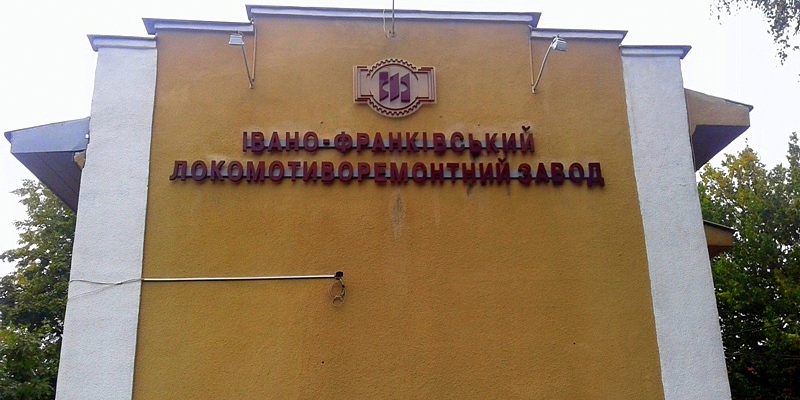 ІВАНО-ФРАНКІВСЬКИЙ
ЛОКОМОТИВОРЕМОНТНИЙ ЗАВОД